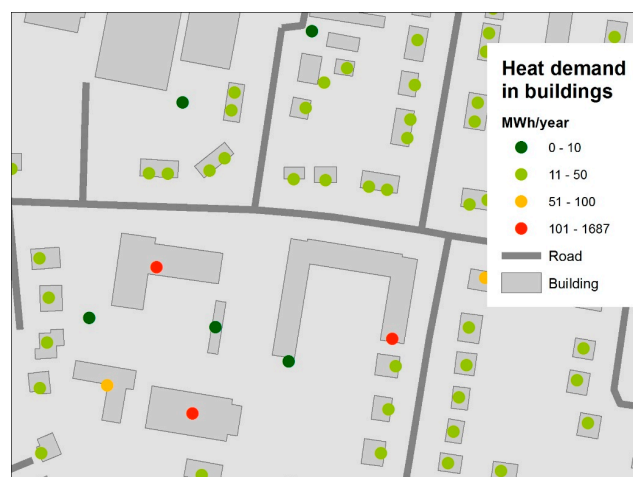 Heat demand
in buildings
MWh/year
0 - 10
11 - 50
51 - 100
101 - 1687
Road
Building